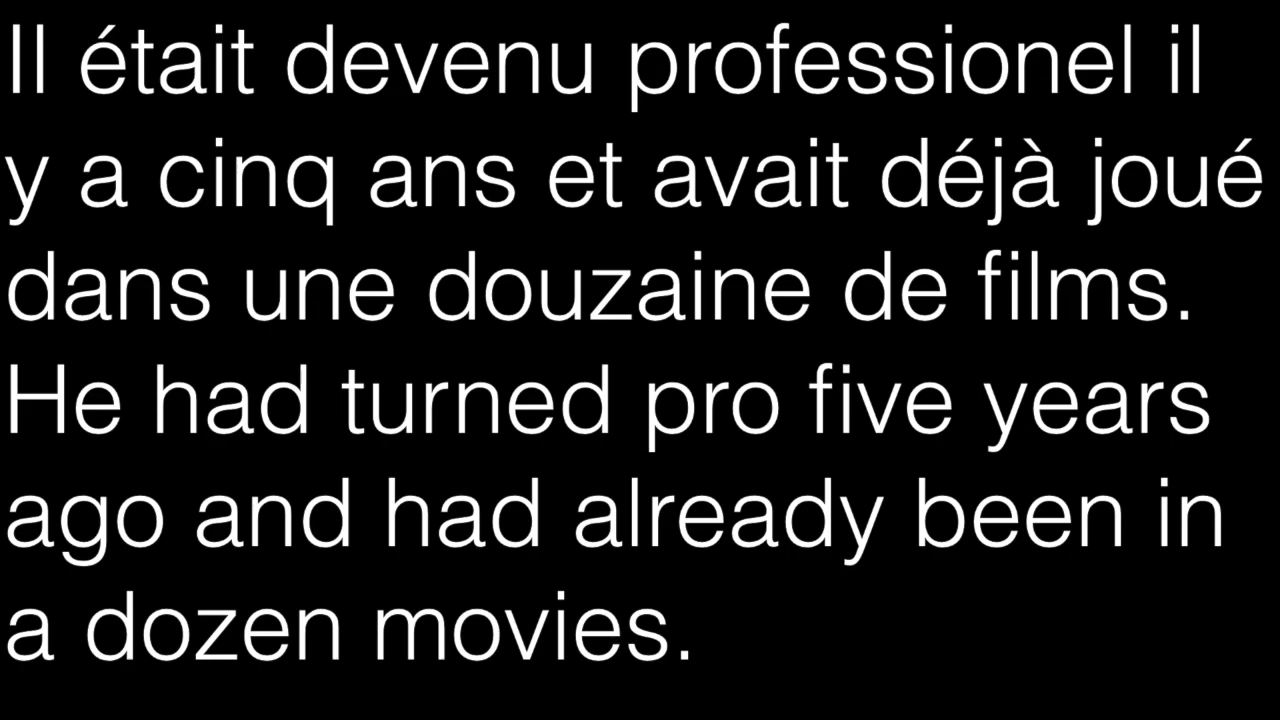 Il était devenu professionel il
y a cinq ans et avait déjà joué
dans une douzaine de films.
He had turned pro five years
ago and had already been in
a dozen movies.